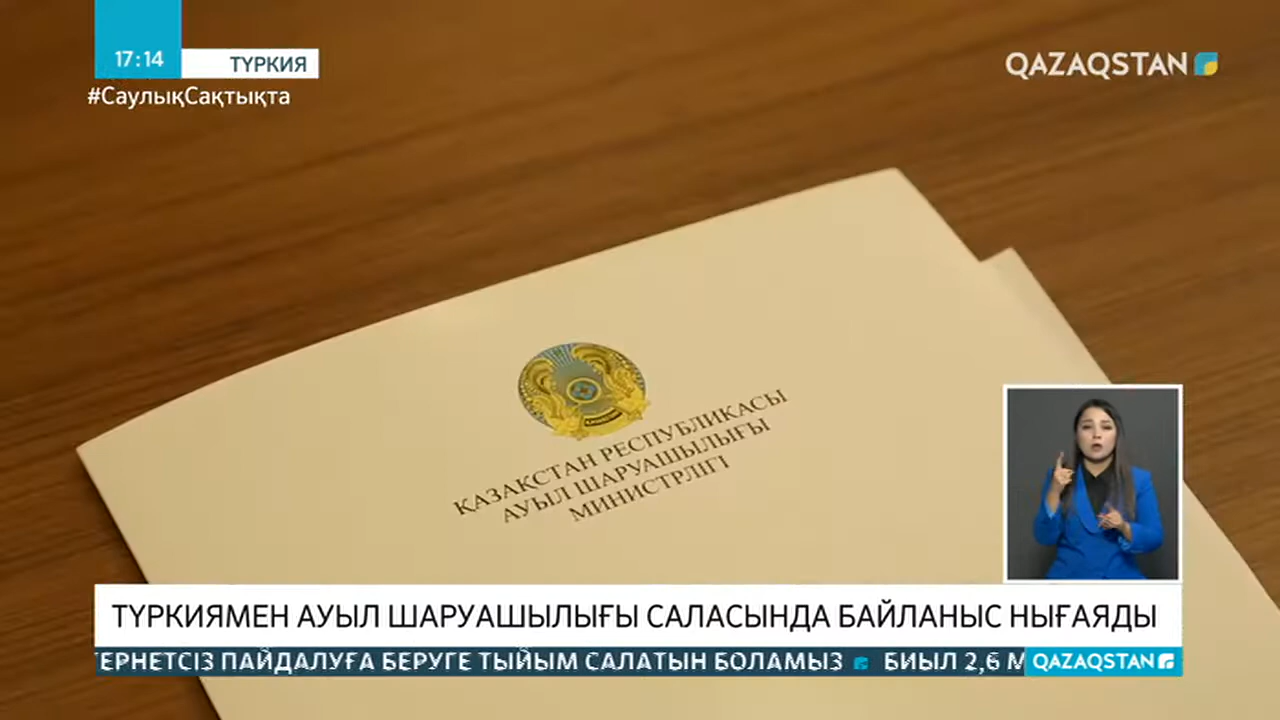 17:14
ТҮРКИЯ
QAZAQSTAN
#СаулықСақтықта
ҚАЗАҚСТАН РЕСПУБЛИКАСЫ
АУЫЛ ШАРУАШЫЛЫҒЫ
МИНИСТРЛІГІ
ТҮРКИЯМЕН АУЫЛ ШАРУАШЫЛЫҒЫ САЛАСЫНДА БАЙЛАНЫС НЫҒАЯДЫ
ТЕРНЕТСІЗ ПАЙДАЛУҒА БЕРУГЕ ТЫЙЫМ САЛАТЫН БОЛАМЫЗ БИЫЛ 2,6 М QAZAQSTAN